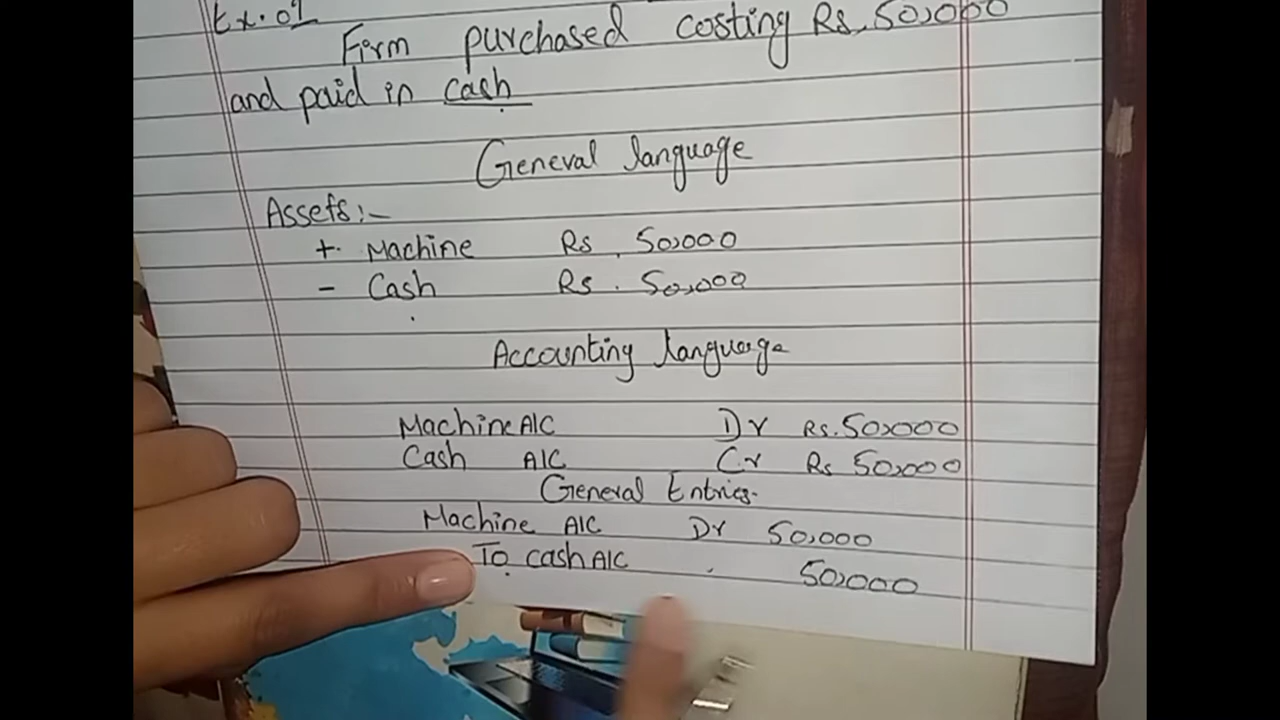 Ex.01
Firm purchased costing Rs.50,000
and paid in cash
General language
Assets:-
+ Machine Rs. 50,000
- Cash Rs. 50,000
Accounting language
Machine A/C Dr Rs.50,000
Cash A/C Cr Rs 50,000
General Entries-
Machine A/C Dr 50,000
To cash A/C 50,000